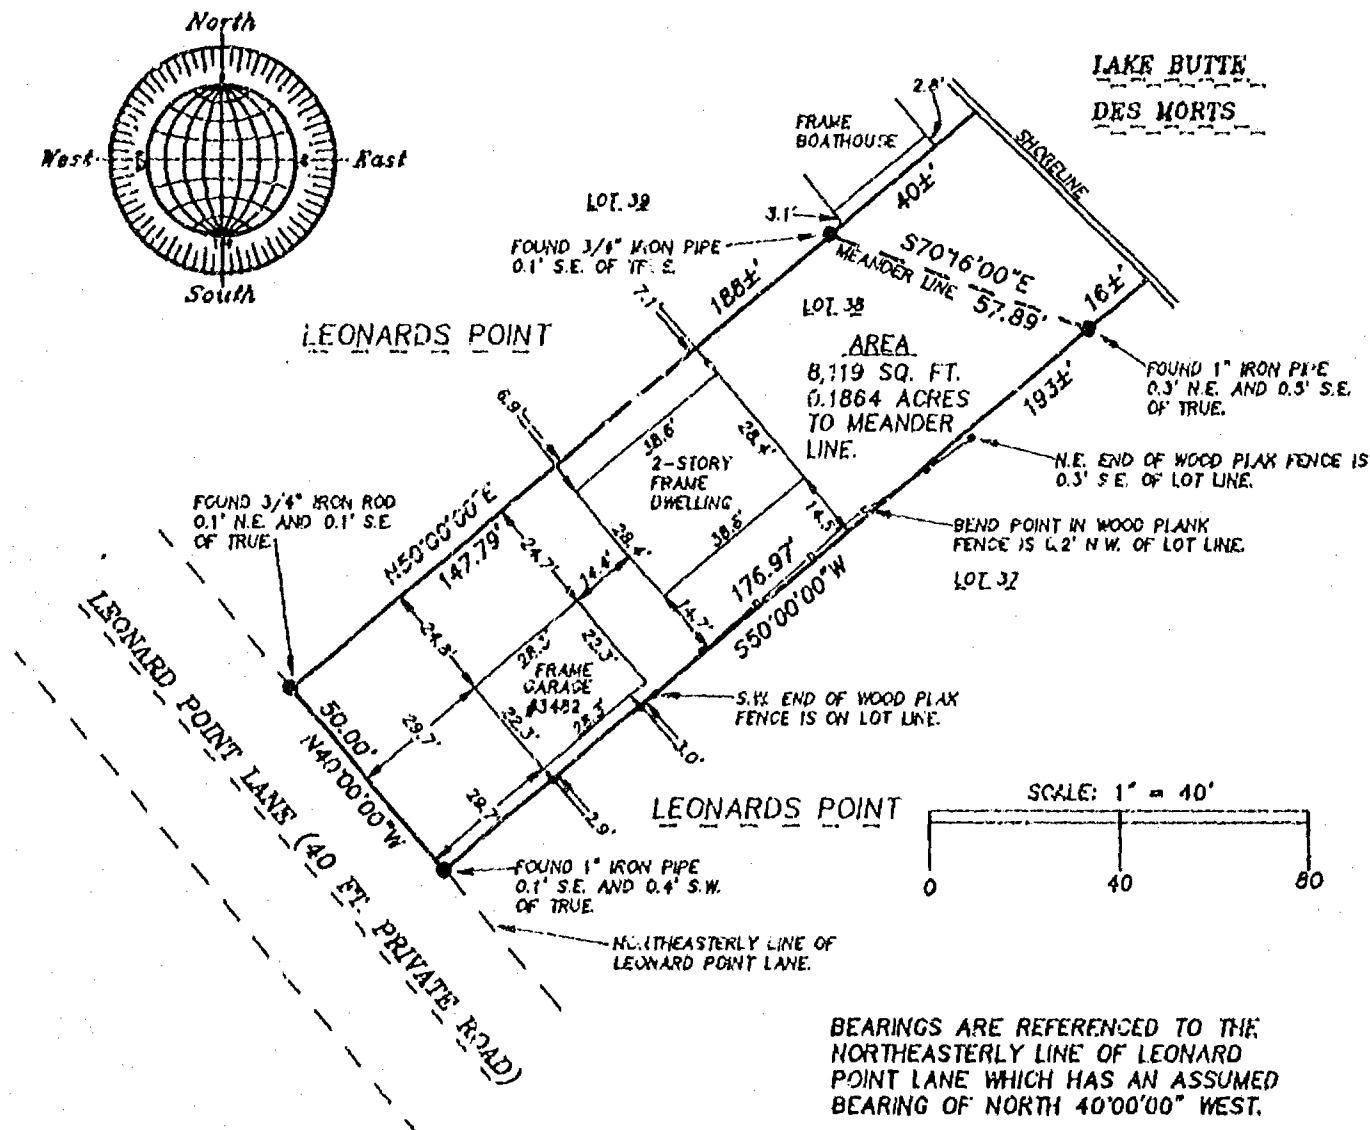 North
West
East
South
LAKE BUTTE
DES MORTS
SHORELINE
2.8'
FRAME
BOATHOUSE
40±'
3.1'
LOT 39
FOUND 3/4" IRON PIPE
0.1' S.E. OF
S70°16'00"E
MEANDER LINE
57.89'
16±'
188±'
7.1'
LOT 38
LEONARDS POINT
AREA
8,119 SQ. FT.
0.1864 ACRES
TO MEANDER
LINE.
FOUND 1" IRON PIPE
0.3' N.E. AND 0.5' S.E.
OF TRUE.
193±'
6.9'
38.6'
28.4'
2-STORY
FRAME
DWELLING
N.E. END OF WOOD PLAX FENCE IS
0.3' S.E. OF LOT LINE.
FOUND 3/4" IRON ROD
0.1' N.E. AND 0.1' S.E.
OF TRUE.
N50°00'00"E
147.79'
24.7'
14.4'
28.4'
38.6'
14.5'
BEND POINT IN WOOD PLANK
FENCE IS 0.2' N.W. OF LOT LINE.
LOT 37
176.97'
S50°00'00"W
14.7'
24.8'
28.3'
22.3'
FRAME
GARAGE
#3482
22.3'
28.3'
S.W. END OF WOOD PLAX
FENCE IS ON LOT LINE.
3.0'
50.00'
N40°00'00"W
29.7'
29.7'
2.9'
LEONARDS POINT
SCALE: 1" = 40'
0 40 80
FOUND 1" IRON PIPE
0.1' S.E. AND 0.4' S.W.
OF TRUE.
NORTHEASTERLY LINE OF
LEONARD POINT LANE.
LEONARD POINT LANE (40 FT. PRIVATE ROAD)
BEARINGS ARE REFERENCED TO THE
NORTHEASTERLY LINE OF LEONARD
POINT LANE WHICH HAS AN ASSUMED
BEARING OF NORTH 40°00'00" WEST.